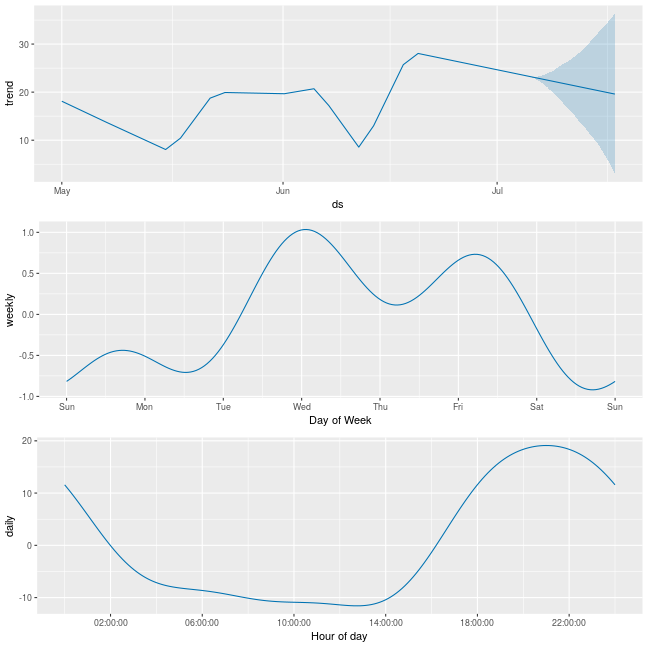 trend
30
20
10
May Jun Jul
ds
weekly
1.0
0.5
0.0
-0.5
-1.0
Sun Mon Tue Wed Thu Fri Sat Sun
Day of Week
daily
20
10
0
-10
02:00:00 06:00:00 10:00:00 14:00:00 18:00:00 22:00:00
Hour of day